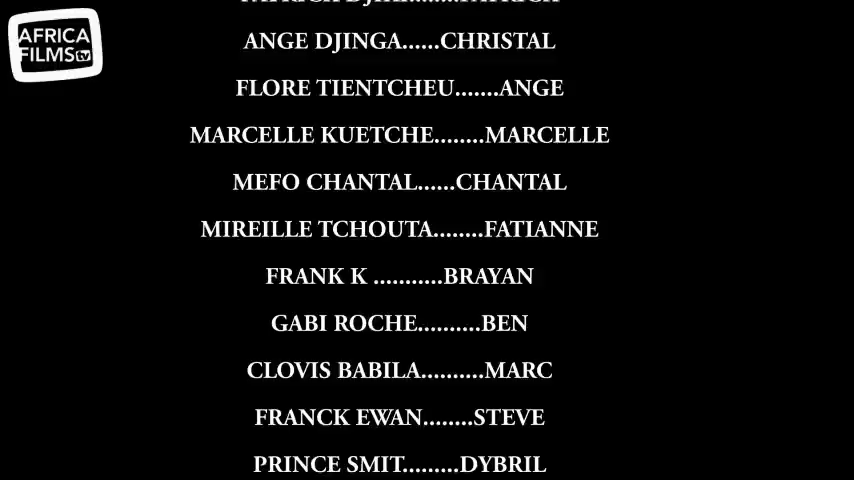 AFRICA
FILMS tv
ANGE DJINGA......CHRISTAL
FLORE TIENTCHEU.......ANGE
MARCELLE KUETCHE........MARCELLE
MEFO CHANTAL......CHANTAL
MIREILLE TCHOUTA........FATIANNE
FRANK K ...........BRAYAN
GABI ROCHE..........BEN
CLOVIS BABILA..........MARC
FRANCK EWAN........STEVE
PRINCE SMIT.........DYBRIL